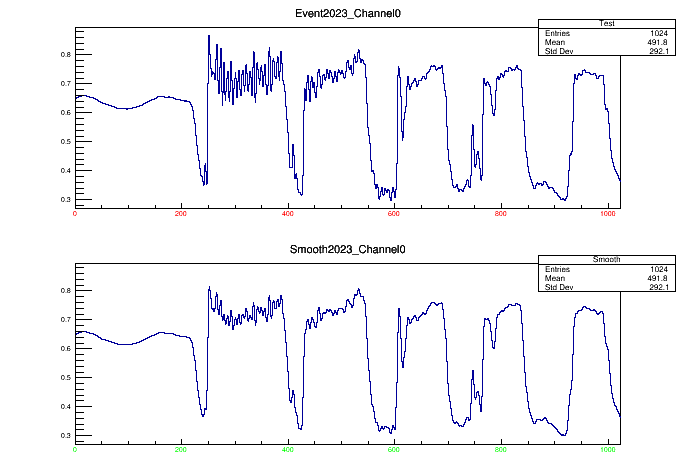 Event2023_Channel0
Test
Entries 1024
Mean 491.8
Std Dev 292.1
0.8
0.7
0.6
0.5
0.4
0.3
0 200 400 600 800 1000
Smooth2023_Channel0
Smooth
Entries 1024
Mean 491.8
Std Dev 292.1
0.8
0.7
0.6
0.5
0.4
0.3
0 200 400 600 800 1000